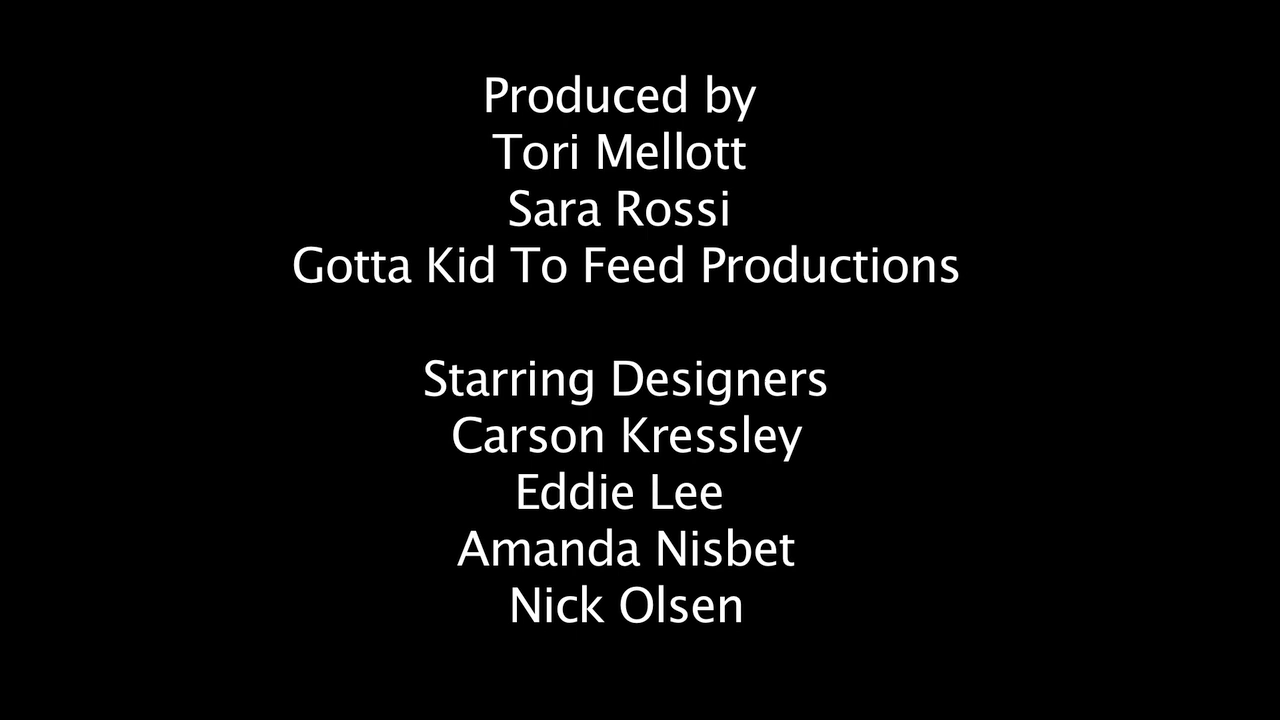 Produced by
Tori Mellott
Sara Rossi
Gotta Kid To Feed Productions
Starring Designers
Carson Kressley
Eddie Lee
Amanda Nisbet
Nick Olsen